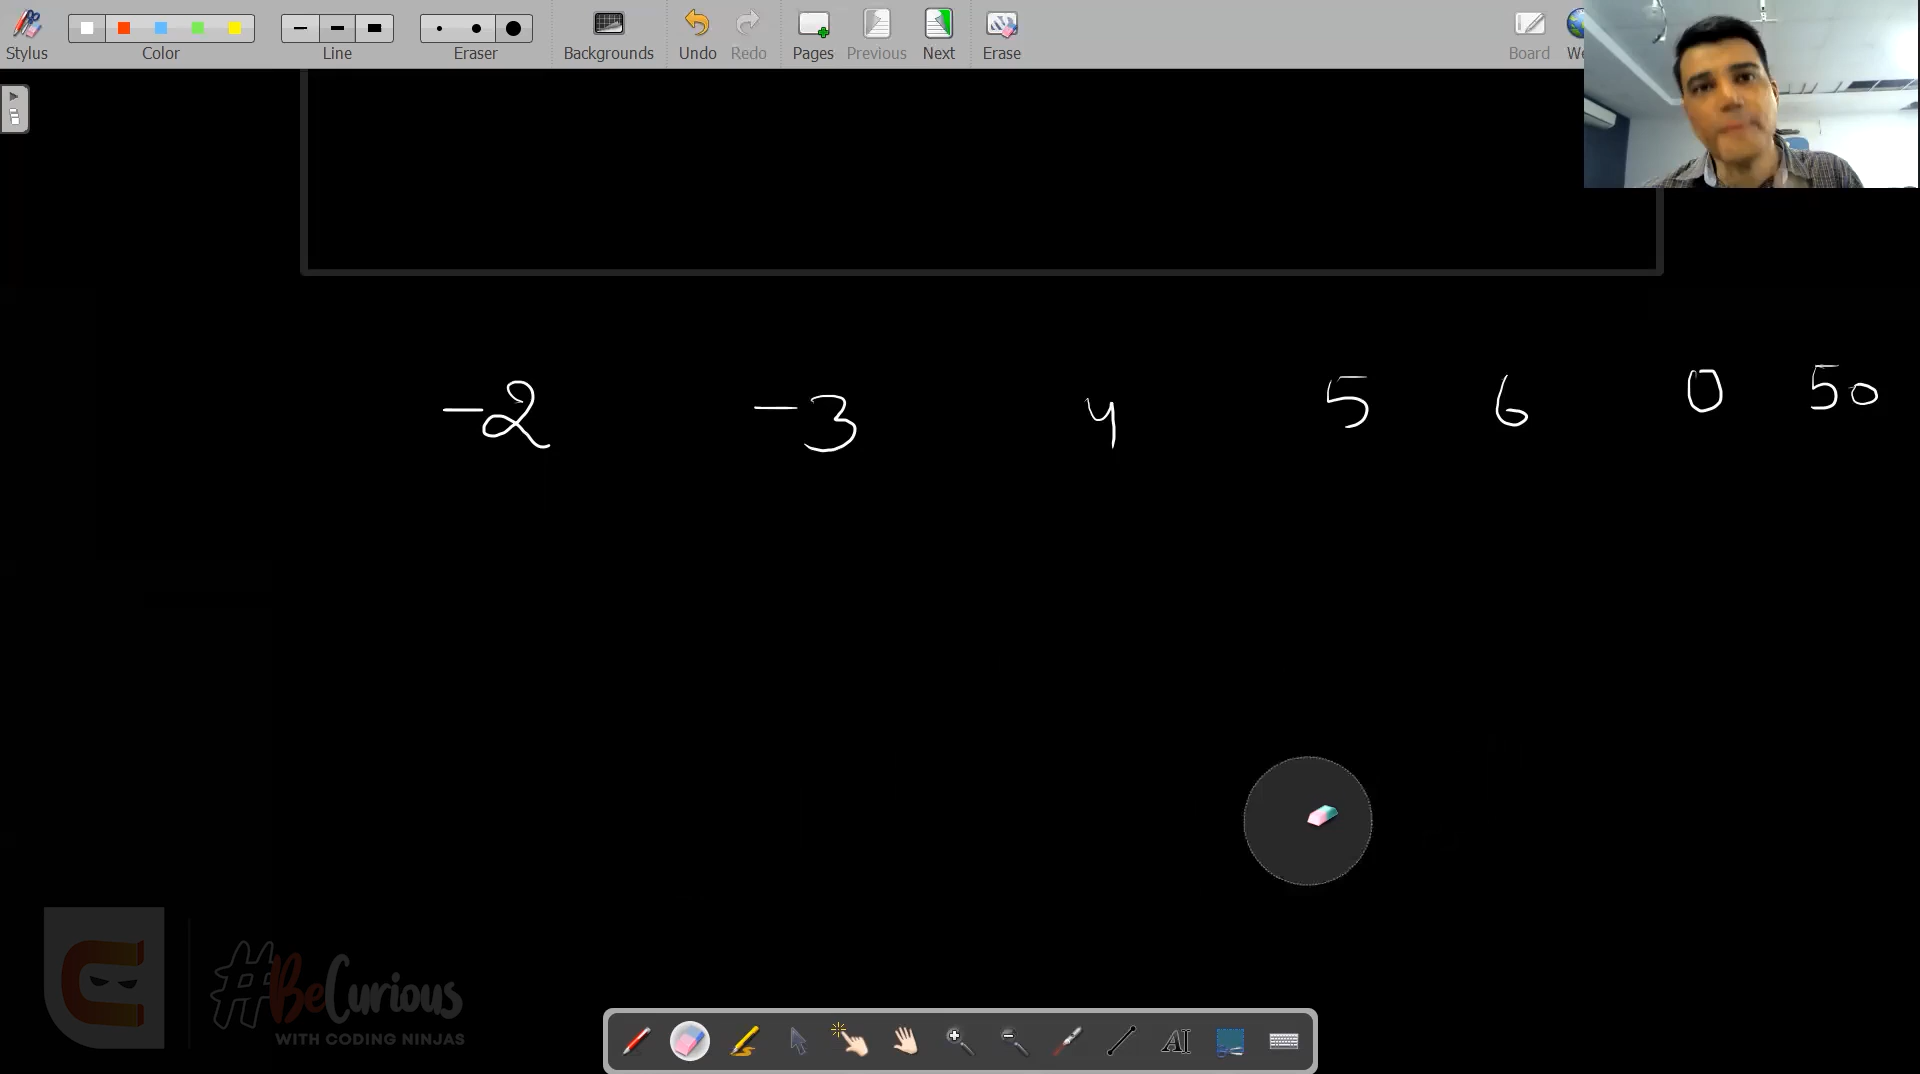 Stylus Color Line Eraser Backgrounds Undo Redo Pages Previous Next Erase Board
-2 -3 4 5 6 0 50
#BeCurious
WITH CODING NINJAS
AI